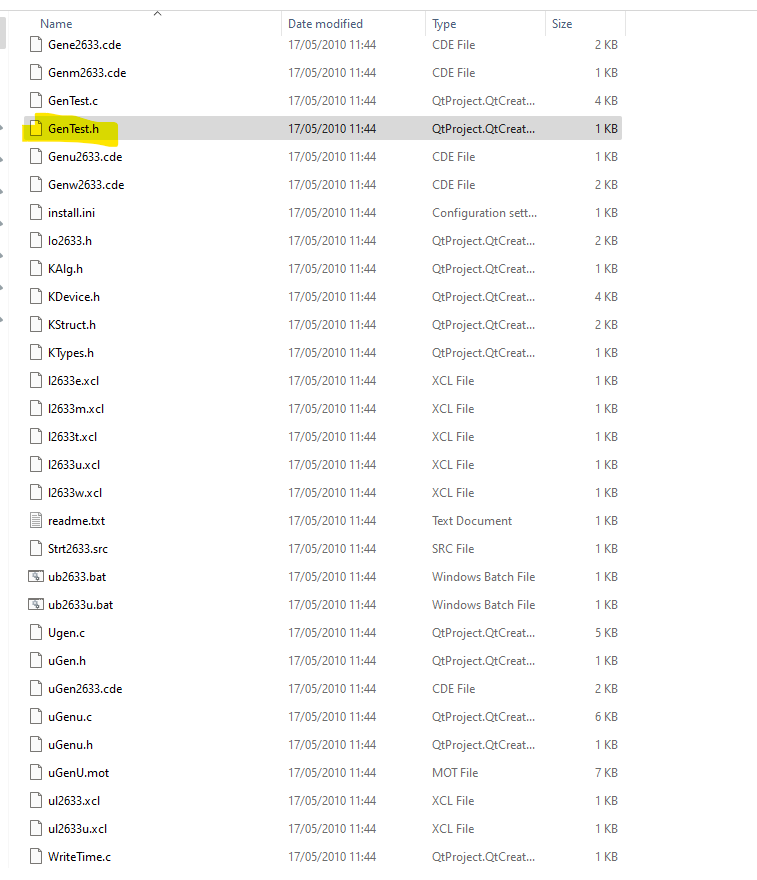 Name Date modified Type Size
Gene2633.cde 17/05/2010 11:44 CDE File 2 KB
Genm2633.cde 17/05/2010 11:44 CDE File 1 KB
GenTest.c 17/05/2010 11:44 QtProject.QtCreat... 4 KB
GenTest.h 17/05/2010 11:44 QtProject.QtCreat... 1 KB
Genu2633.cde 17/05/2010 11:44 CDE File 1 KB
Genw2633.cde 17/05/2010 11:44 CDE File 2 KB
install.ini 17/05/2010 11:44 Configuration sett... 1 KB
Io2633.h 17/05/2010 11:44 QtProject.QtCreat... 2 KB
KAlg.h 17/05/2010 11:44 QtProject.QtCreat... 1 KB
KDevice.h 17/05/2010 11:44 QtProject.QtCreat... 4 KB
KStruct.h 17/05/2010 11:44 QtProject.QtCreat... 2 KB
KTypes.h 17/05/2010 11:44 QtProject.QtCreat... 1 KB
l2633e.xcl 17/05/2010 11:44 XCL File 1 KB
l2633m.xcl 17/05/2010 11:44 XCL File 1 KB
l2633t.xcl 17/05/2010 11:44 XCL File 1 KB
l2633u.xcl 17/05/2010 11:44 XCL File 1 KB
l2633w.xcl 17/05/2010 11:44 XCL File 1 KB
readme.txt 17/05/2010 11:44 Text Document 1 KB
Strt2633.src 17/05/2010 11:44 SRC File 1 KB
ub2633.bat 17/05/2010 11:44 Windows Batch File 1 KB
ub2633u.bat 17/05/2010 11:44 Windows Batch File 1 KB
Ugen.c 17/05/2010 11:44 QtProject.QtCreat... 5 KB
uGen.h 17/05/2010 11:44 QtProject.QtCreat... 1 KB
uGen2633.cde 17/05/2010 11:44 CDE File 2 KB
uGenu.c 17/05/2010 11:44 QtProject.QtCreat... 6 KB
uGenu.h 17/05/2010 11:44 QtProject.QtCreat... 1 KB
uGenU.mot 17/05/2010 11:44 MOT File 7 KB
ul2633.xcl 17/05/2010 11:44 XCL File 1 KB
ul2633u.xcl 17/05/2010 11:44 XCL File 1 KB
WriteTime.c 17/05/2010 11:44 QtProject.QtCreat... 1 KB